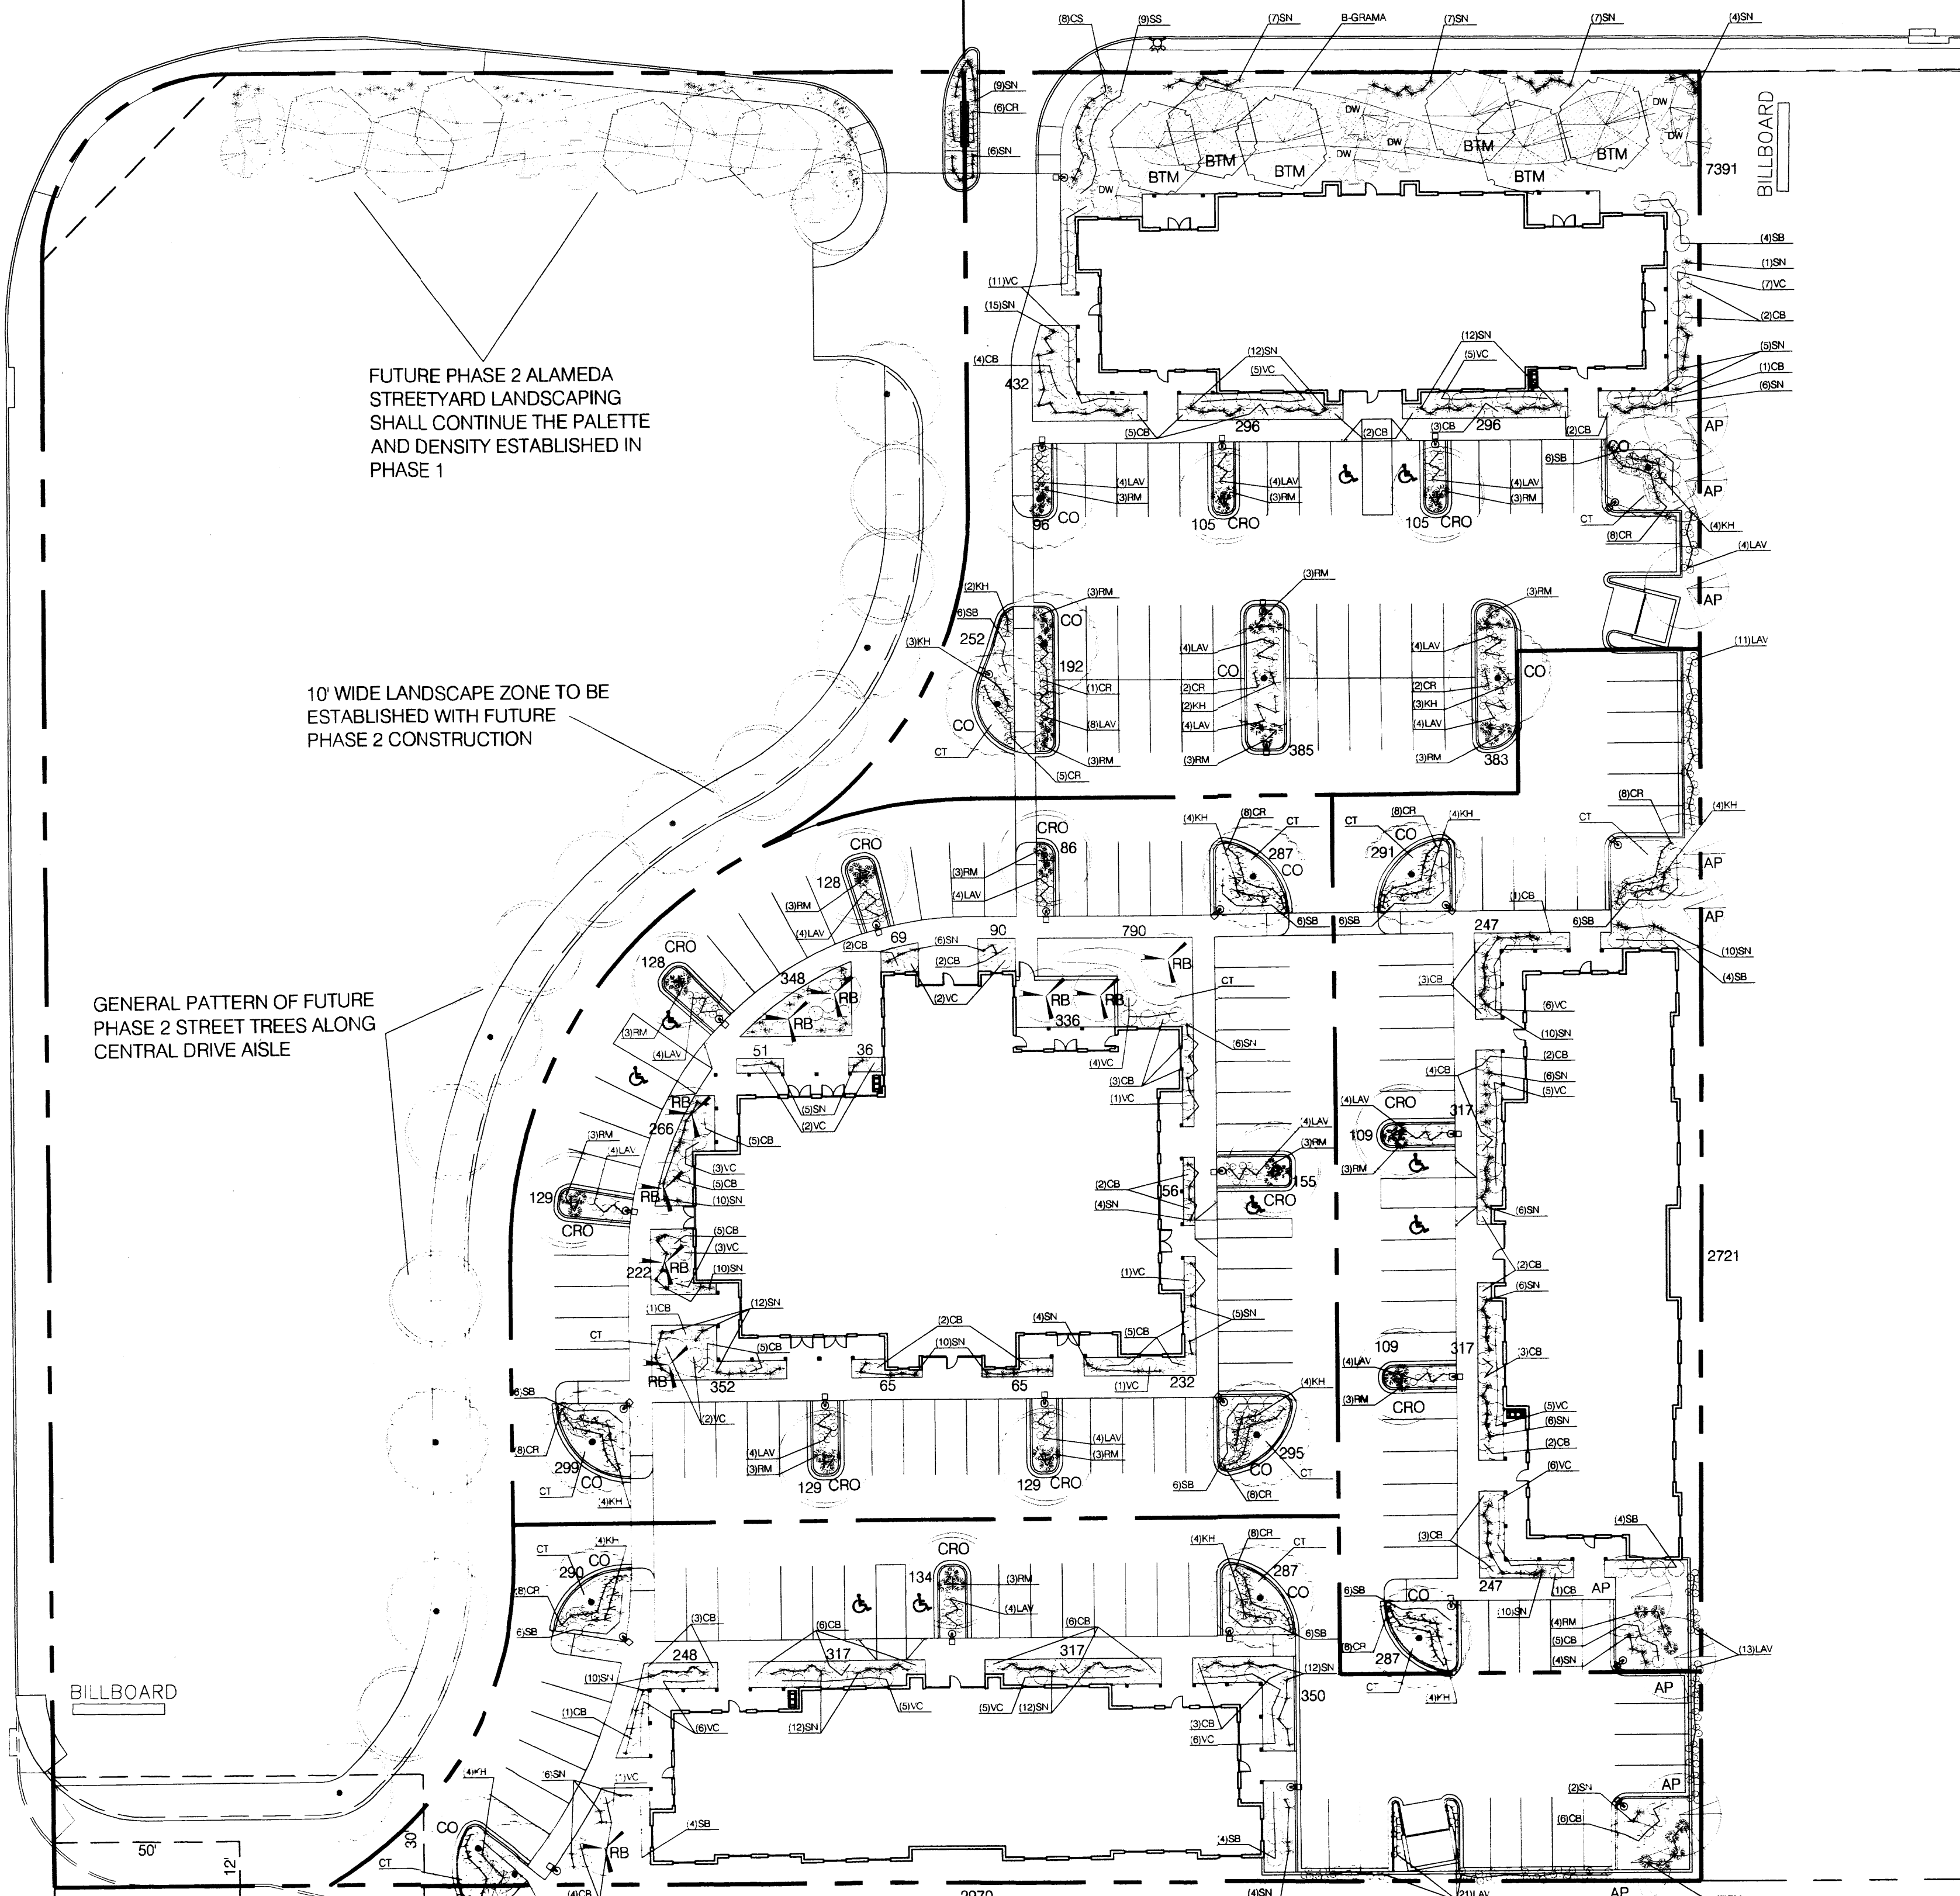 (8)CS
(9)SS
(7)SN
B-GRAMA
(7)SN
(7)SN
(4)SN
(9)SN
(6)CR
(6)SN
DW
DW
DW
DW
DW
DW
BTM
BTM
BTM
BTM
BTM
BTM
7391
BILLBOARD
(4)SB
(1)SN
(7)VC
(2)CB
(11)VC
(15)SN
(4)CB
432
(12)SN
(5)VC
(12)SN
(5)VC
(5)SN
(1)CB
(6)SN
(5)CB
296
(2)CB
(3)CB
296
(2)CB
FUTURE PHASE 2 ALAMEDA
STREETYARD LANDSCAPING
SHALL CONTINUE THE PALETTE
AND DENSITY ESTABLISHED IN
PHASE 1
AP
CO
6)SB
AP
(4)LAV
(3)RM
96 CO
(4)LAV
(3)RM
105 CRO
(4)LAV
(3)RM
105 CRO
CT
(8)CR
(4)KH
(4)LAV
AP
(2)KH
6)SB
252
(3)KH
(3)RM
CO
192
(1)CR
(8)LAV
CO
CT
(3)RM
(5)CR
(3)RM
(4)LAV
CO
(2)CR
(2)KH
(4)LAV
(3)RM
385
(3)RM
(4)LAV
CO
(2)CR
(3)KH
(4)LAV
(3)RM
383
(11)LAV
10' WIDE LANDSCAPE ZONE TO BE
ESTABLISHED WITH FUTURE
PHASE 2 CONSTRUCTION
CRO
128
(3)RM
(4)LAV
CRO
86
(3)RM
(4)LAV
(4)KH
(8)CR
CT
287
CO
6)SB
CT
(8)CR
CO
(4)KH
291
6)SB
(8)CR
(4)KH
CT
AP
(1)CB
6)SB
AP
247
(10)SN
(4)SB
CRO
128
(3)RM
(4)LAV
(2)CB
69
(6)SN
90
(2)CB
790
348
RB
RB
(2)VC
RB
RB
336
RB
CT
(6)SN
(4)VC
(3)CB
(1)VC
(3)CB
(6)VC
(10)SN
GENERAL PATTERN OF FUTURE
PHASE 2 STREET TREES ALONG
CENTRAL DRIVE AISLE
51
36
(5)SN
(2)VC
RB
266
(5)CB
(3)RM
(4)LAV
129
CRO
(3)VC
(5)CB
RB
(10)SN
(5)CB
(3)VC
222
RB
(10)SN
(2)CB
56
(4)SN
(4)LAV
(3)RM
155
CRO
(2)CB
(4)CB
(6)SN
(5)VC
317
(4)LAV
CRO
109
(3)RM
(6)SN
2721
(1)VC
(5)SN
(2)CB
(6)SN
(1)CB
(12)SN
CT
(5)CB
RB
352
(2)VC
(2)CB
(10)SN
65
65
(4)SN
(5)CB
(1)VC
232
109
(4)LAV
317
(3)RM
CRO
(3)CB
(5)VC
(6)SN
(2)CB
(6)VC
6)SB
(8)CR
299
CO
CT
(4)KH
(4)LAV
(3)RM
129 CRO
(4)LAV
(3)RM
129 CRO
(4)KH
295
CO
CT
6)SB
(8)CR
(3)CB
(4)SB
247
(1)CB
AP
(10)SN
(4)KH
CT
CO
290
(8)CR
6)SB
CRO
134
(3)RM
(4)LAV
(4)KH
(8)CR
CT
287
CO
6)SB
6)SB
CO
(8)CR
287
CT
(4)KH
(4)RM
(5)CB
(4)SN
(13)LAV
AP
(3)CB
248
(10)SN
(1)CB
(6)VC
(6)CB
317
(12)SN
(5)VC
(6)CB
317
(5)VC
(12)SN
(12)SN
350
(3)CB
(6)VC
BILLBOARD
AP
(2)SN
(6)CB
(4)KH
(6)SN
(4)SB
(4)SB
CO
CT
RB
50'
12'
30'
(4)CB
2970
(4)SN
(21)LAV
AP